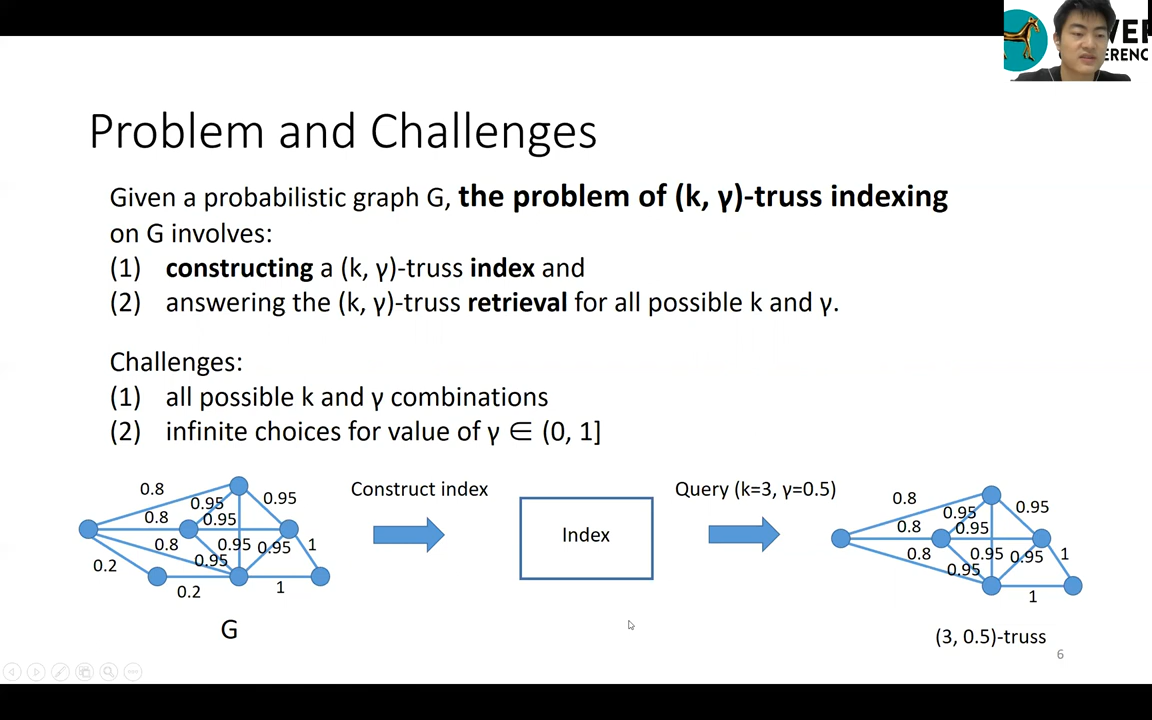 VER
ERENC
Problem and Challenges
Given a probabilistic graph G, the problem of (k, γ)-truss indexing
on G involves:
(1) constructing a (k, γ)-truss index and
(2) answering the (k, γ)-truss retrieval for all possible k and γ.
Challenges:
(1) all possible k and γ combinations
(2) infinite choices for value of γ ∈ (0, 1]
0.8
0.95
0.95
0.8
0.95
0.8
0.95
0.95
1
0.95
0.2
0.2
1
G
Construct index
Index
Query (k=3, γ=0.5)
0.8
0.95
0.95
0.8
0.95
0.8
0.95
0.95
1
0.95
1
(3, 0.5)-truss
6